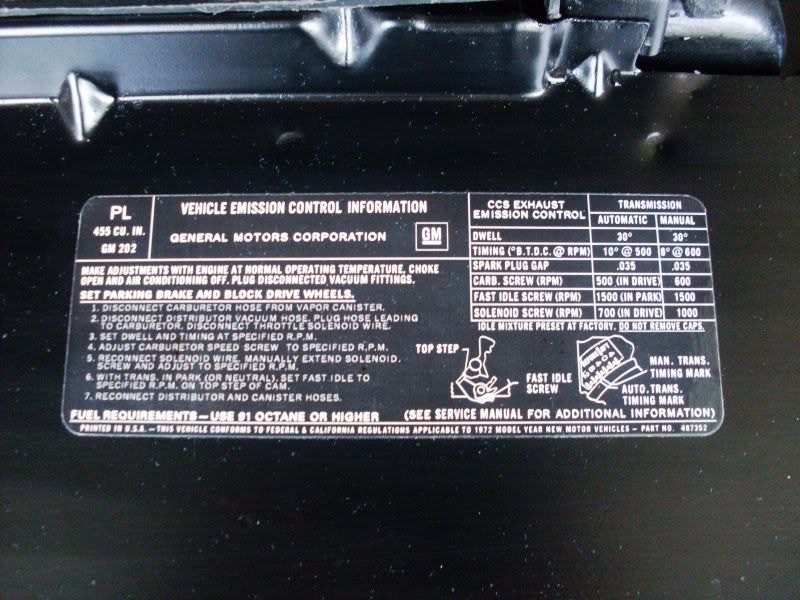 PL
455 CU. IN.
GM 202
VEHICLE EMISSION CONTROL INFORMATION
GENERAL MOTORS CORPORATION
GM
CCS EXHAUST EMISSION CONTROL
TRANSMISSION
AUTOMATIC MANUAL
DWELL 30° 30°
TIMING (°B.T.D.C.@ RPM) 10° @ 500 8° @ 600
SPARK PLUG GAP .035 .035
CARB. SCREW (RPM) 500 (IN DRIVE) 600
FAST IDLE SCREW (RPM) 1500 (IN PARK) 1500
SOLENOID SCREW (RPM) 700 (IN DRIVE) 1000
IDLE MIXTURE PRESET AT FACTORY. DO NOT REMOVE CAPS.
MAKE ADJUSTMENTS WITH ENGINE AT NORMAL OPERATING TEMPERATURE, CHOKE
OPEN AND AIR CONDITIONING OFF. PLUG DISCONNECTED VACUUM FITTINGS.
SET PARKING BRAKE AND BLOCK DRIVE WHEELS.
1. DISCONNECT CARBURETOR HOSE FROM VAPOR CANISTER.
2. DISCONNECT DISTRIBUTOR VACUUM HOSE. PLUG HOSE LEADING
TO CARBURETOR. DISCONNECT THROTTLE SOLENOID WIRE.
3. SET DWELL AND TIMING AT SPECIFIED R.P.M.
4. ADJUST CARBURETOR SPEED SCREW TO SPECIFIED R.P.M.
5. RECONNECT SOLENOID WIRE, MANUALLY EXTEND SOLENOID.
SCREW AND ADJUST TO SPECIFIED R.P.M.
6. WITH TRANS. IN PARK (OR NEUTRAL), SET FAST IDLE TO
SPECIFIED R.P.M. ON TOP STEP OF CAM.
7. RECONNECT DISTRIBUTOR AND CANISTER HOSES.
TOP STEP
FAST IDLE
SCREW
MAN. TRANS.
TIMING MARK
AUTO. TRANS.
TIMING MARK
FUEL REQUIREMENTS—USE 91 OCTANE OR HIGHER (SEE SERVICE MANUAL FOR ADDITIONAL INFORMATION)
PRINTED IN U.S.A. — THIS VEHICLE CONFORMS TO FEDERAL & CALIFORNIA REGULATIONS APPLICABLE TO 1972 MODEL YEAR NEW MOTOR VEHICLES — PART NO. 487352